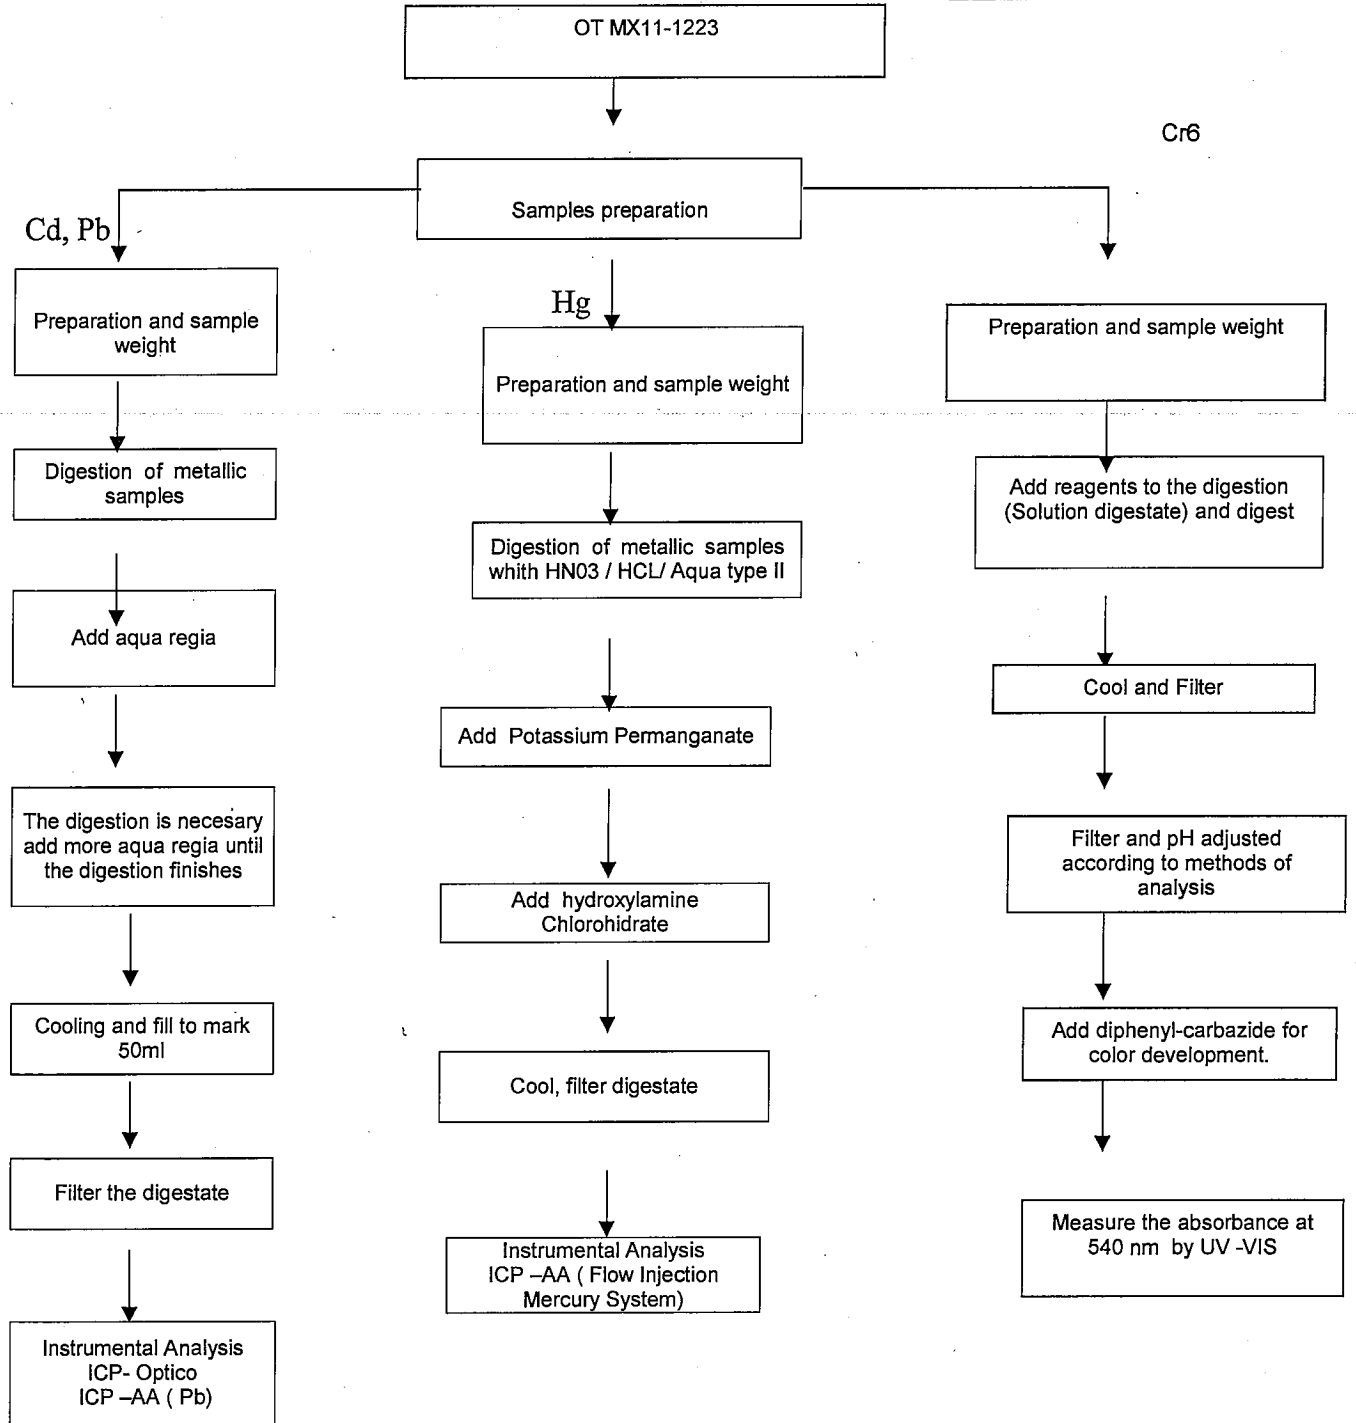 OT MX11-1223
Cr6
Samples preparation
Cd, Pb
Preparation and sample
weight
Digestion of metallic
samples
Add aqua regia
The digestion is necesary
add more aqua regia until
the digestion finishes
Cooling and fill to mark
50ml
Filter the digestate
Instrumental Analysis
ICP- Optico
ICP –AA ( Pb)
Hg
Preparation and sample weight
Digestion of metallic samples
whith HN03 / HCL/ Aqua type II
Add Potassium Permanganate
Add hydroxylamine
Chlorohidrate
Cool, filter digestate
Instrumental Analysis
ICP –AA ( Flow Injection
Mercury System)
Preparation and sample weight
Add reagents to the digestion
(Solution digestate) and digest
Cool and Filter
Filter and pH adjusted
according to methods of
analysis
Add diphenyl-carbazide for
color development.
Measure the absorbance at
540 nm by UV -VIS